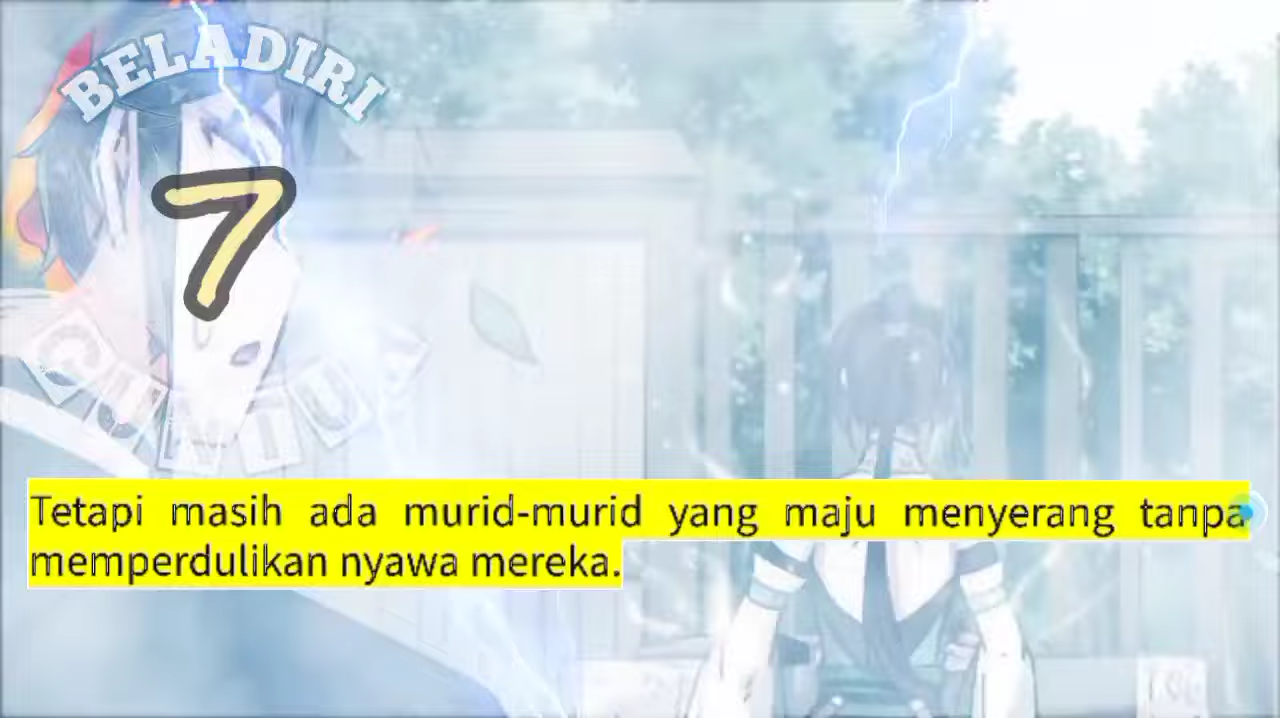 BELADIRI
7
Tetapi masih ada murid-murid yang maju menyerang tanpa
memperdulikan nyawa mereka.